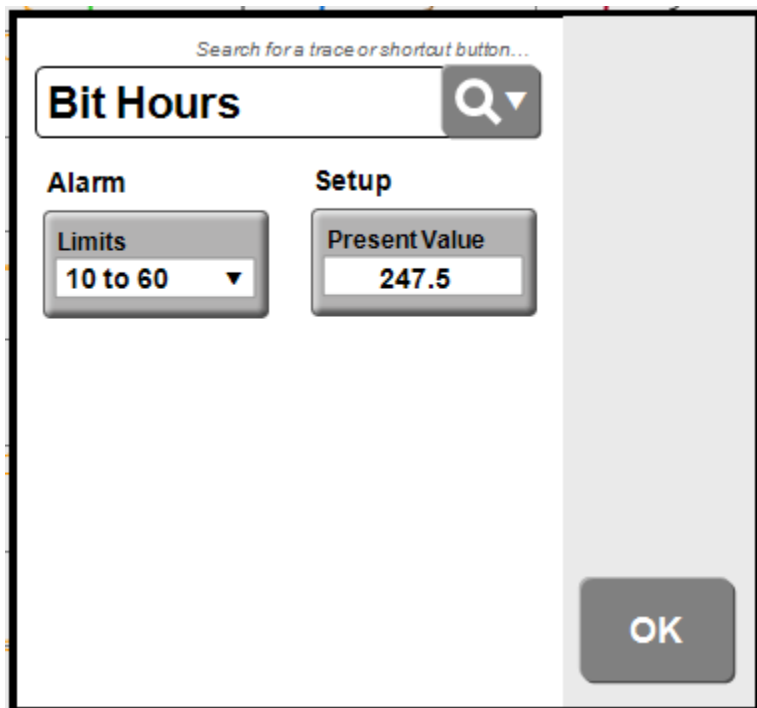 Search for a trace or shortcut button...
Bit Hours
Alarm
Setup
Limits
Present Value
10 to 60
247.5
OK